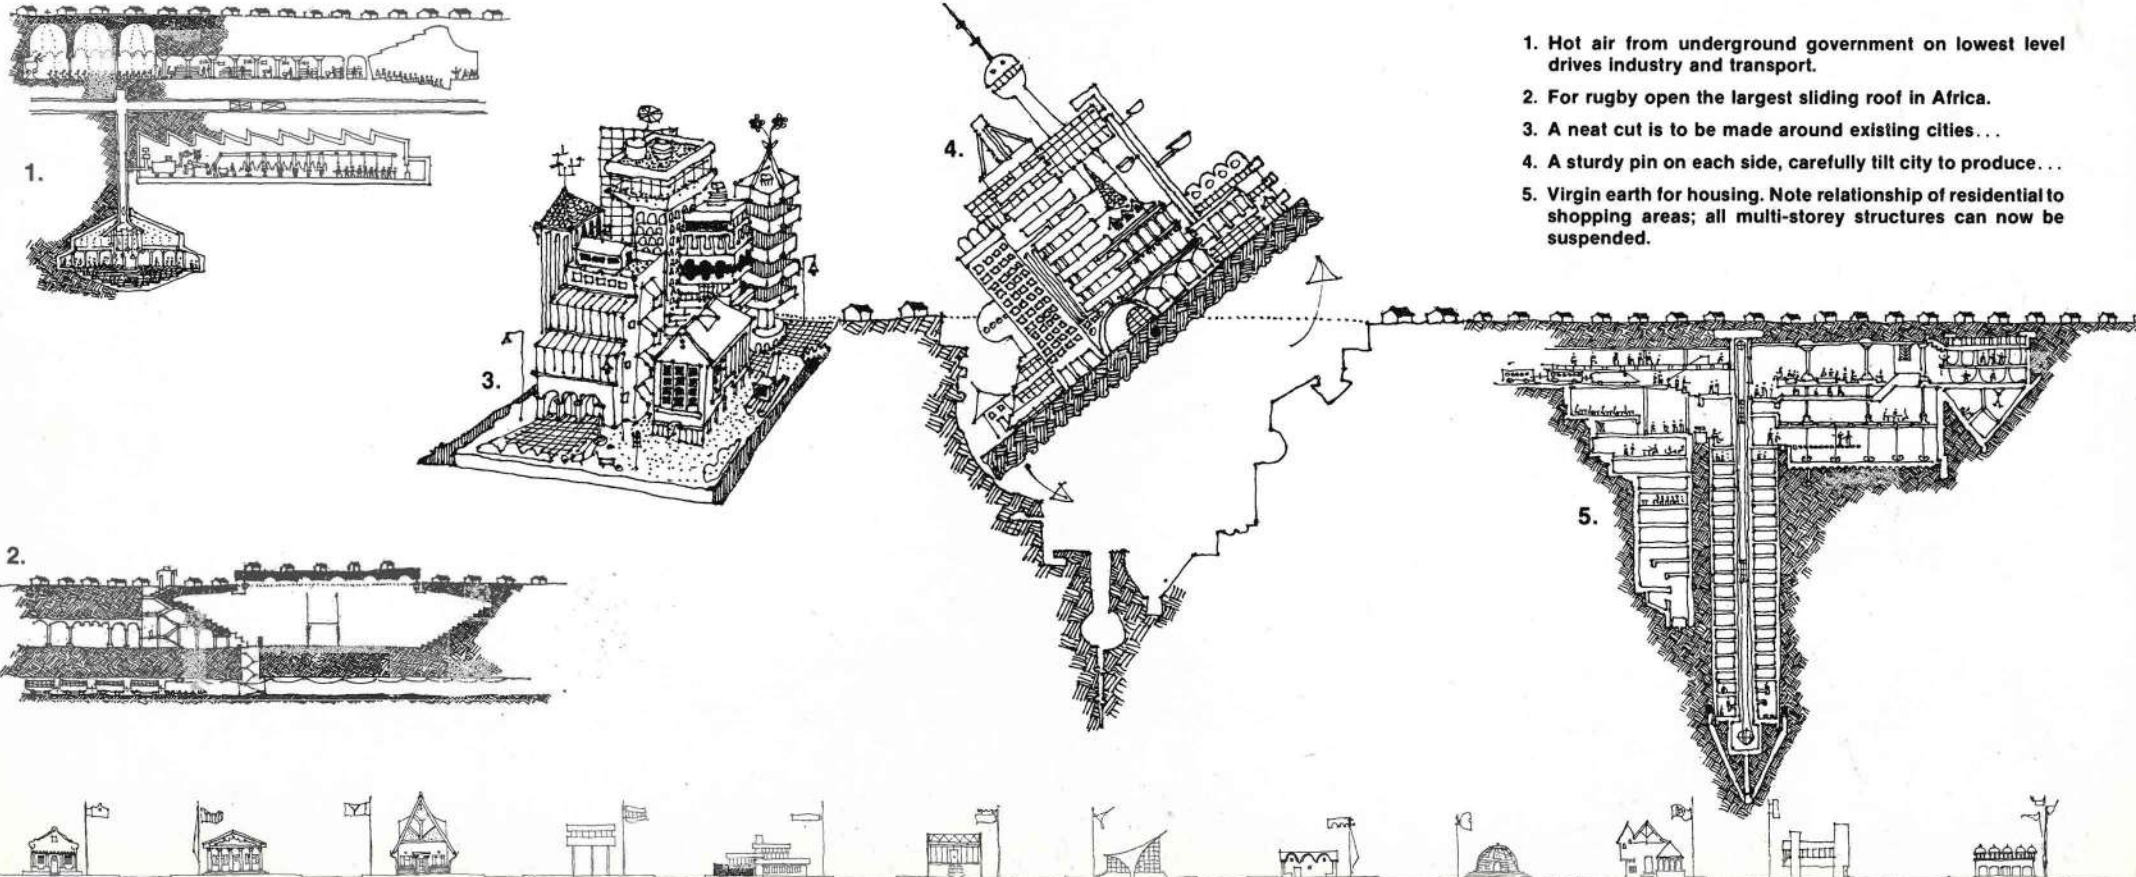 1. Hot air from underground government on lowest level
drives industry and transport.
2. For rugby open the largest sliding roof in Africa.
3. A neat cut is to be made around existing cities...
4. A sturdy pin on each side, carefully tilt city to produce...
5. Virgin earth for housing. Note relationship of residential to
shopping areas; all multi-storey structures can now be
suspended.
1.
2.
3.
4.
5.